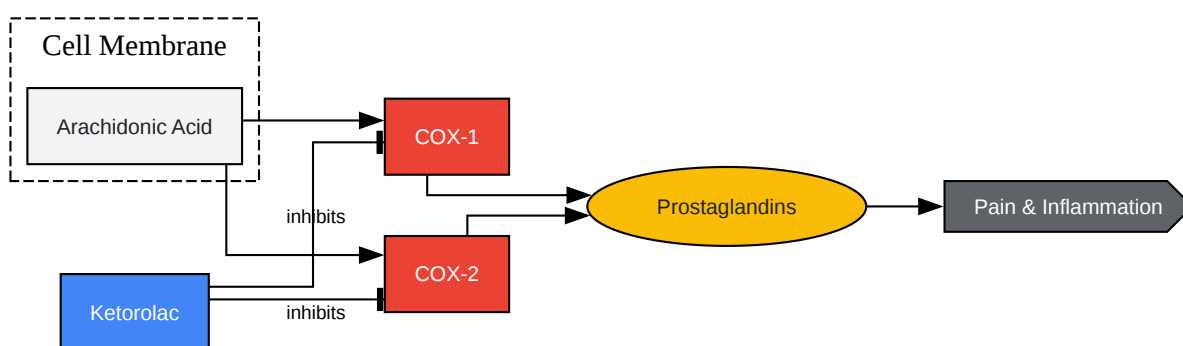 Cell Membrane
Arachidonic Acid
COX-1
inhibits
Prostaglandins
Pain & Inflammation
COX-2
Ketorolac
inhibits